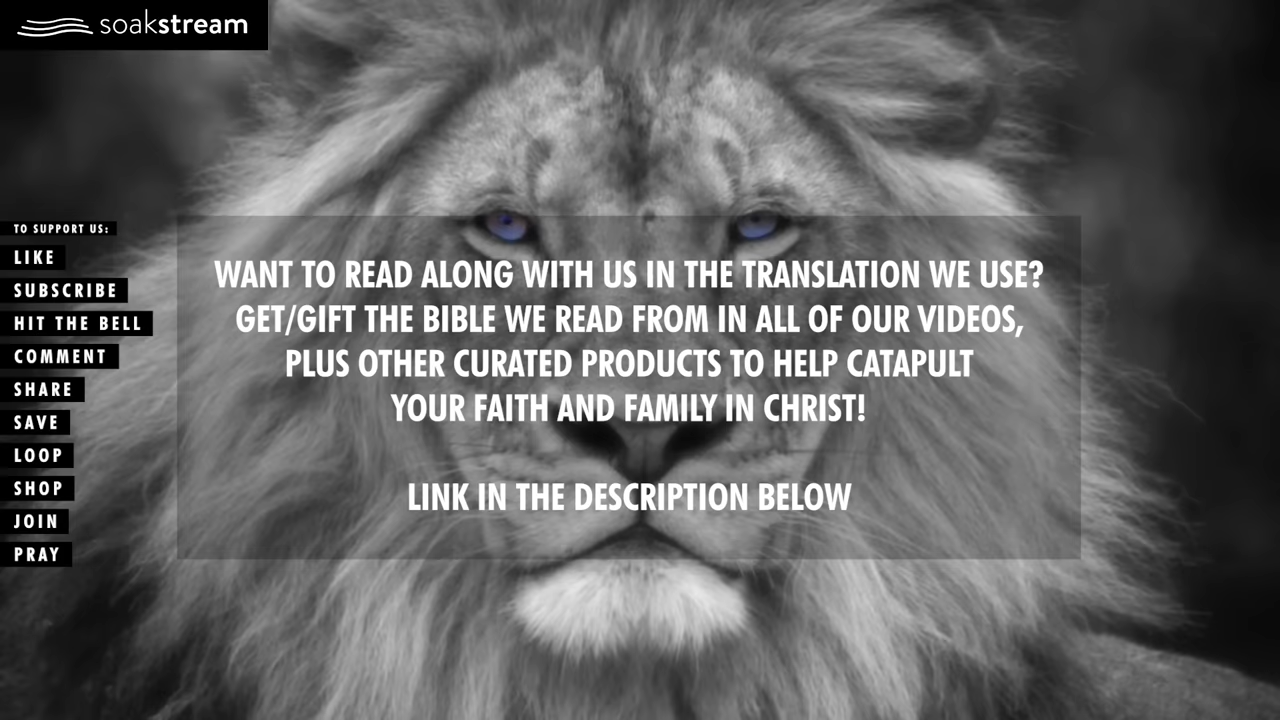 soakstream
TO SUPPORT US:
LIKE
SUBSCRIBE
HIT THE BELL
COMMENT
SHARE
SAVE
LOOP
SHOP
JOIN
PRAY
WANT TO READ ALONG WITH US IN THE TRANSLATION WE USE?
GET/GIFT THE BIBLE WE READ FROM IN ALL OF OUR VIDEOS,
PLUS OTHER CURATED PRODUCTS TO HELP CATAPULT
YOUR FAITH AND FAMILY IN CHRIST!
LINK IN THE DESCRIPTION BELOW